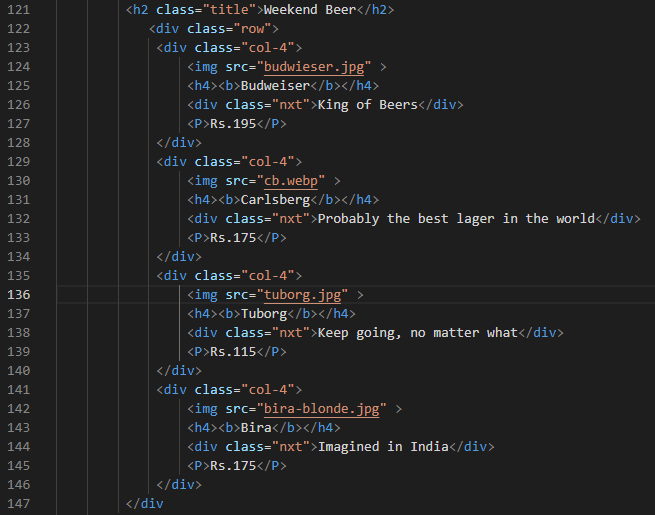 121 <h2 class="title">Weekend Beer</h2>
122 <div class="row">
123 <div class="col-4">
124 <img src="budwieser.jpg" >
125 <h4><b>Budweiser</b></h4>
126 <div class="nxt">King of Beers</div>
127 <P>Rs.195</P>
128 </div>
129 <div class="col-4">
130 <img src="cb.webp" >
131 <h4><b>Carlsberg</b></h4>
132 <div class="nxt">Probably the best lager in the world</div>
133 <P>Rs.175</P>
134 </div>
135 <div class="col-4">
136 <img src="tuborg.jpg" >
137 <h4><b>Tuborg</b></h4>
138 <div class="nxt">Keep going, no matter what</div>
139 <P>Rs.115</P>
140 </div>
141 <div class="col-4">
142 <img src="bira-blonde.jpg" >
143 <h4><b>Bira</b></h4>
144 <div class="nxt">Imagined in India</div>
145 <P>Rs.175</P>
146 </div>
147 </div